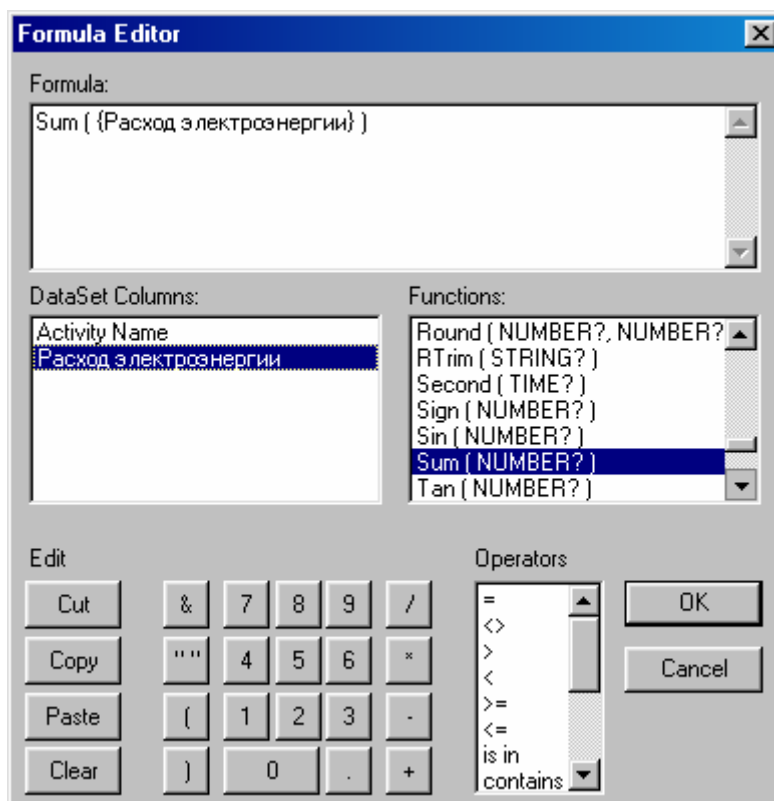 Formula Editor
Formula:
Sum ( {Расход электроэнергии} )
DataSet Columns:
Functions:
Activity Name
Расход электроэнергии
Round ( NUMBER?, NUMBER?
RTrim ( STRING? )
Second ( TIME? )
Sign ( NUMBER? )
Sin ( NUMBER? )
Sum ( NUMBER? )
Tan ( NUMBER? )
Edit
Operators
Cut & 7 8 9 /
Copy " " 4 5 6 *
Paste ( 1 2 3 -
Clear ) 0 . +
=
<>
>
<
>=
<=
is in
contains
OK
Cancel